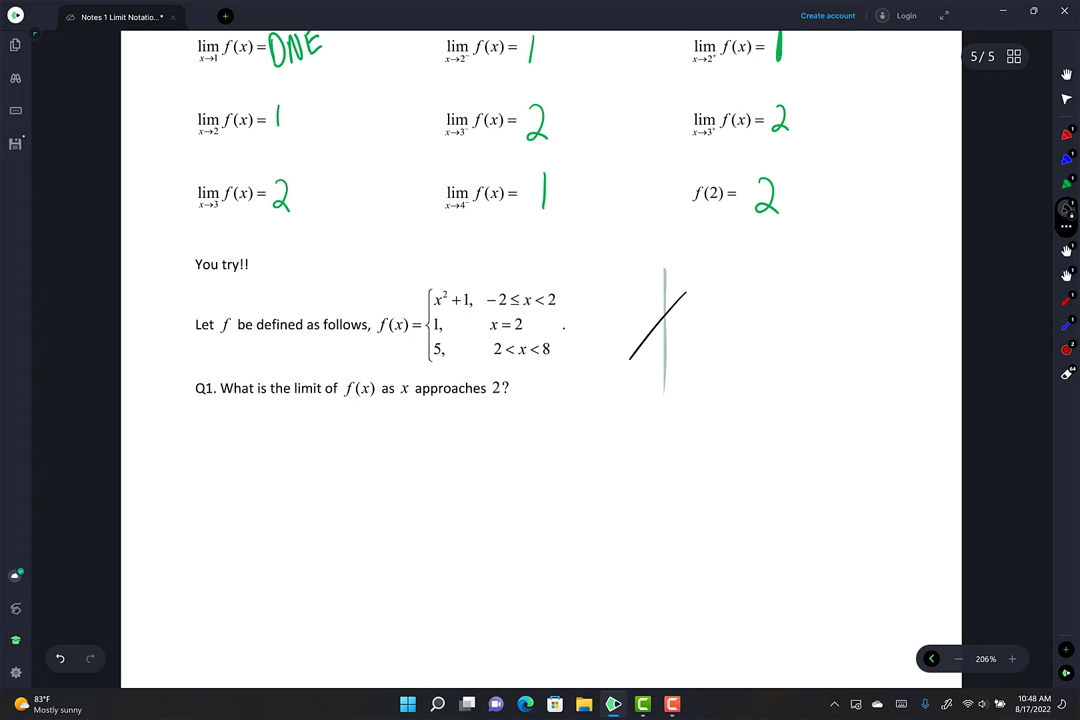 Notes 1 Limit Notatio...* ×
Create account
Login
lim f(x) = DNE
x→1
lim f(x) = 1
x→2⁻
lim f(x) = 1
x→2⁺
5 / 5
lim f(x) = 1
x→2
lim f(x) = 2
x→3⁻
lim f(x) = 2
x→3⁺
lim f(x) = 2
x→3
lim f(x) = 1
x→4⁻
f(2) = 2
You try!!
x² + 1, − 2 ≤ x < 2
Let f be defined as follows, f(x) = { 1, x = 2 .
5, 2 < x < 8
Q1. What is the limit of f(x) as x approaches 2?
206%
83°F
Mostly sunny
10:48 AM
8/17/2022